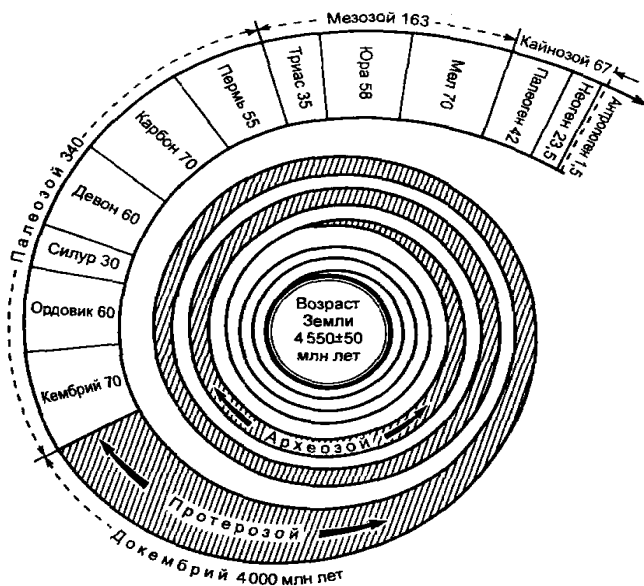 Мезозой 163
Кайнозой 67
Триас 35
Юра 58
Мел 70
Палеоген 42
Неоген 23,5
Антропоген 1,5
Палеозой 340
Пермь 55
Карбон 70
Девон 60
Силур 30
Ордовик 60
Кембрий 70
Возраст
Земли
4 550±50
млн лет
Археозой
Протерозой
Докембрий 4 000 млн лет